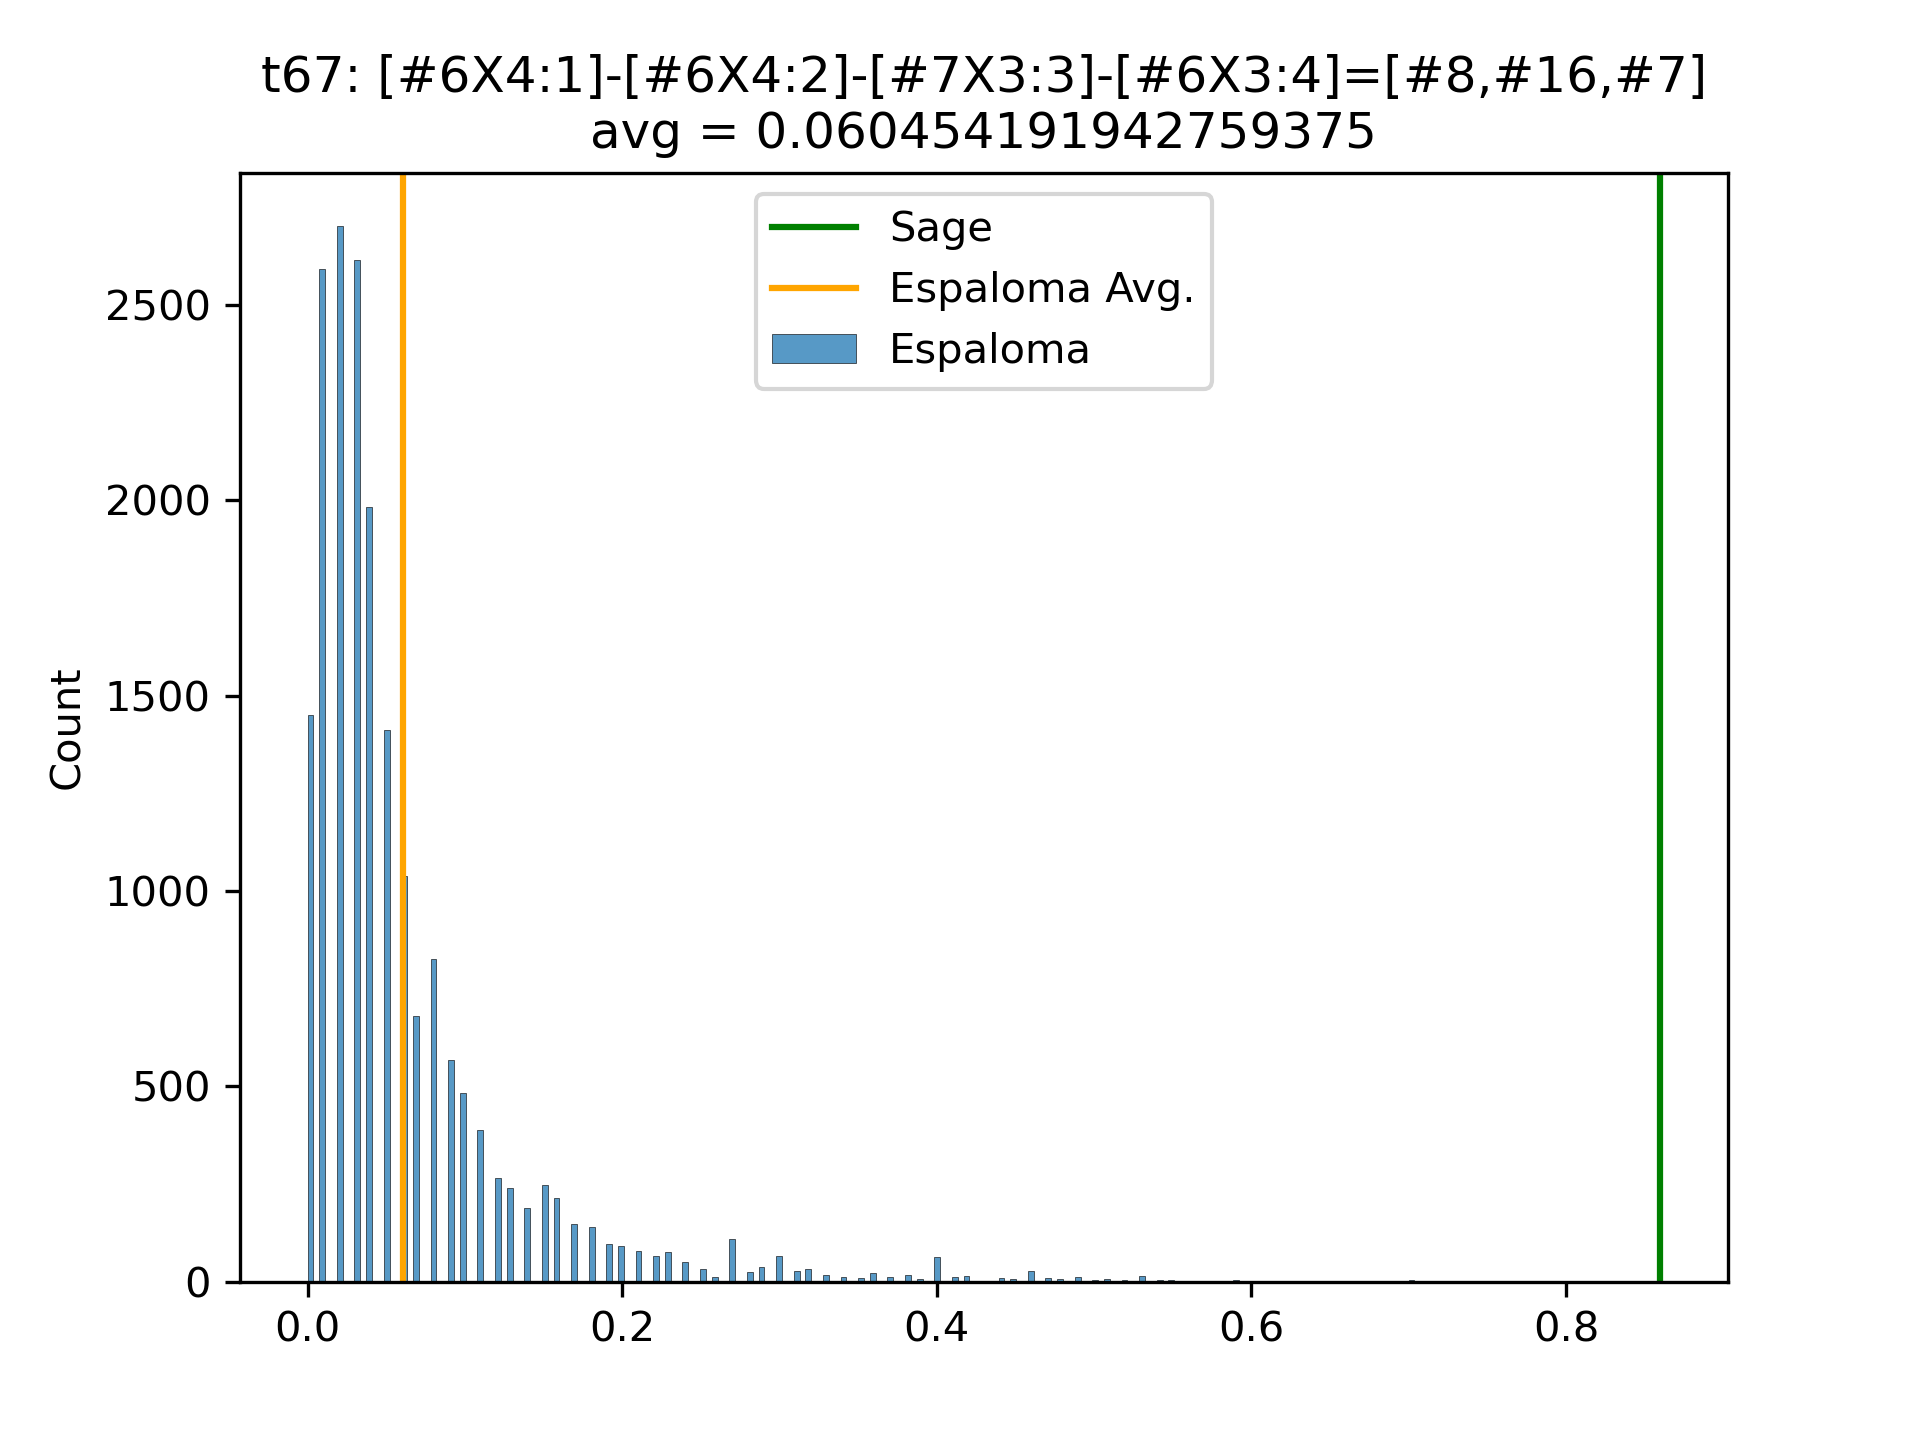 t67: [#6X4:1]-[#6X4:2]-[#7X3:3]-[#6X3:4]=[#8,#16,#7]
avg = 0.060454191942759375
Sage
Espaloma Avg.
Espaloma
Count
2500
2000
1500
1000
500
0
0.0 0.2 0.4 0.6 0.8